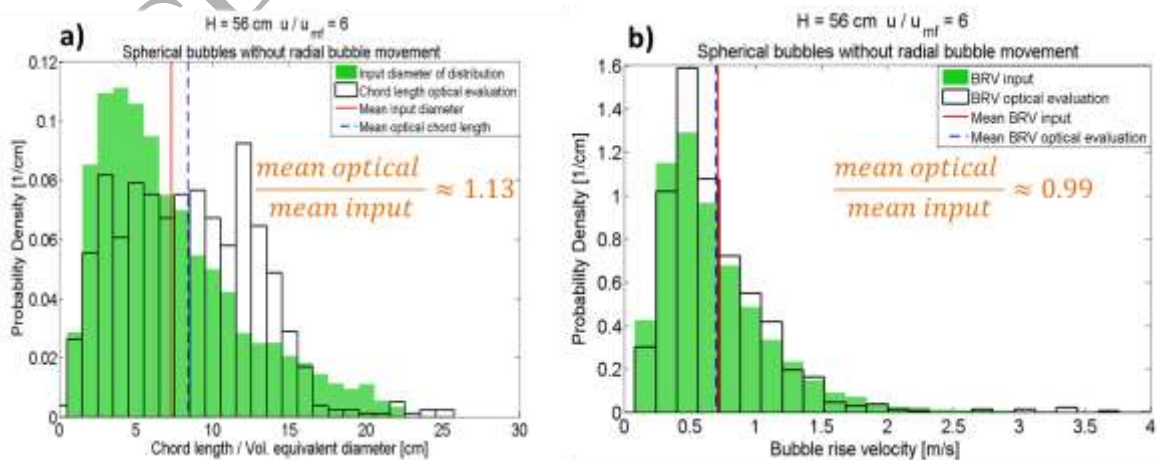 H = 56 cm u / u_mf = 6
a)
Spherical bubbles without radial bubble movement
Input diameter of distribution
Chord length optical evaluation
Mean input diameter
Mean optical chord length
mean optical / mean input ≈ 1.13
Probability Density [1/cm]
0.12
0.1
0.08
0.06
0.04
0.02
0
0 5 10 15 20 25 30
Chord length / Vol. equivalent diameter [cm]
H = 56 cm u / u_mf = 6
b)
Spherical bubbles without radial bubble movement
BRV input
BRV optical evaluation
Mean BRV input
Mean BRV optical evaluation
mean optical / mean input ≈ 0.99
Probability Density [1/cm]
1.6
1.4
1.2
1
0.8
0.6
0.4
0.2
0
0 0.5 1 1.5 2 2.5 3 3.5 4
Bubble rise velocity [m/s]